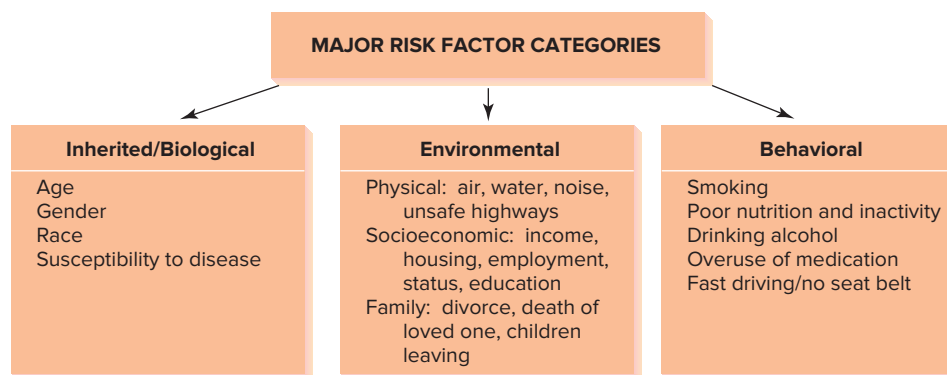 MAJOR RISK FACTOR CATEGORIES
Inherited/Biological
Age
Gender
Race
Susceptibility to disease
Environmental
Physical: air, water, noise,
unsafe highways
Socioeconomic: income,
housing, employment,
status, education
Family: divorce, death of
loved one, children
leaving
Behavioral
Smoking
Poor nutrition and inactivity
Drinking alcohol
Overuse of medication
Fast driving/no seat belt